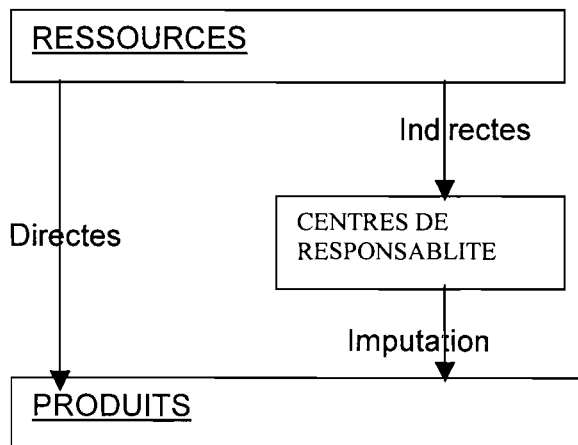 RESSOURCES
Indirectes
Directes
CENTRES DE
RESPONSABLITE
Imputation
PRODUITS